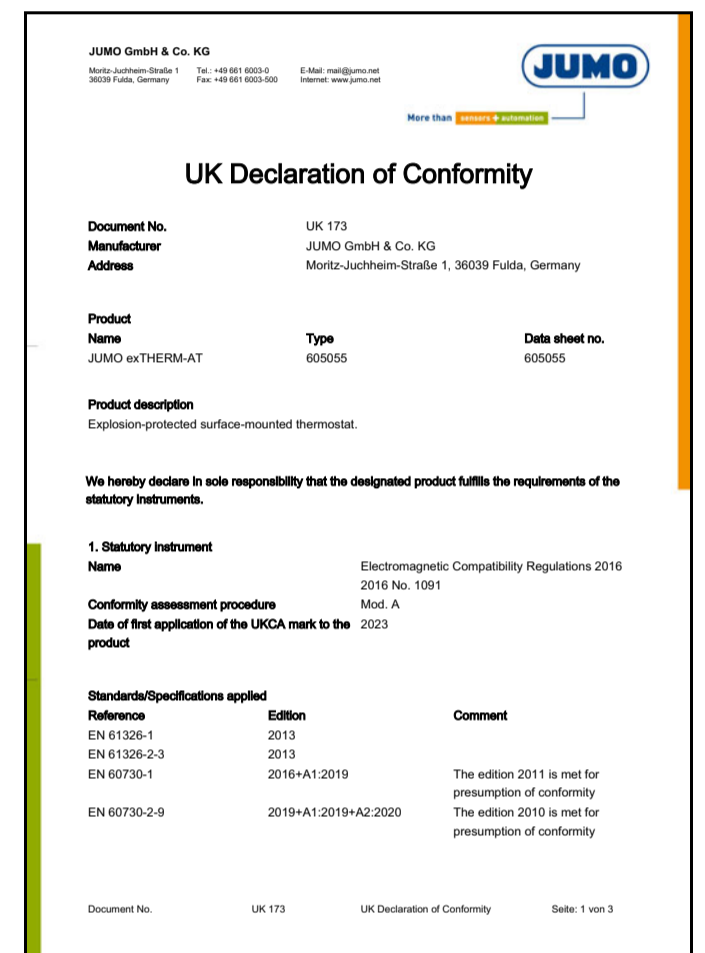 JUMO GmbH & Co. KG
Moritz-Juchheim-Straße 1 Tel.: +49 661 6003-0 E-Mail: mail@jumo.net
36039 Fulda, Germany Fax: +49 661 6003-500 Internet: www.jumo.net
JUMO
More than sensors + automation
UK Declaration of Conformity
Document No. UK 173
Manufacturer JUMO GmbH & Co. KG
Address Moritz-Juchheim-Straße 1, 36039 Fulda, Germany
Product
Name Type Data sheet no.
JUMO exTHERM-AT 605055 605055
Product description
Explosion-protected surface-mounted thermostat.
We hereby declare in sole responsibility that the designated product fulfills the requirements of the
statutory instruments.
1. Statutory instrument
Name Electromagnetic Compatibility Regulations 2016
2016 No. 1091
Conformity assessment procedure Mod. A
Date of first application of the UKCA mark to the 2023
product
Standards/Specifications applied
Reference Edition Comment
EN 61326-1 2013
EN 61326-2-3 2013
EN 60730-1 2016+A1:2019 The edition 2011 is met for
presumption of conformity
EN 60730-2-9 2019+A1:2019+A2:2020 The edition 2010 is met for
presumption of conformity
Document No. UK 173 UK Declaration of Conformity Seite: 1 von 3